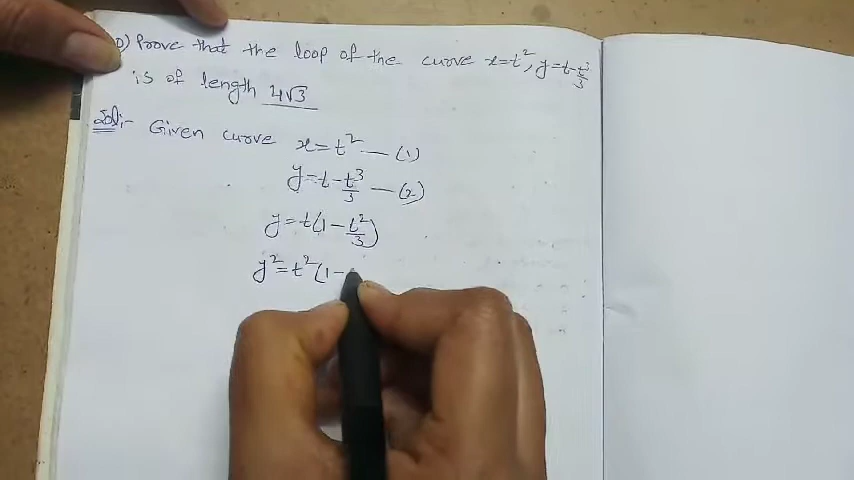 Prove that the loop of the curve x=t², y=t-t³/3
is of length 4√3
Sol:- Given curve x=t² — (1)
y=t-t³/3 — (2)
y=t(1-t²/3)
y²=t²(1-